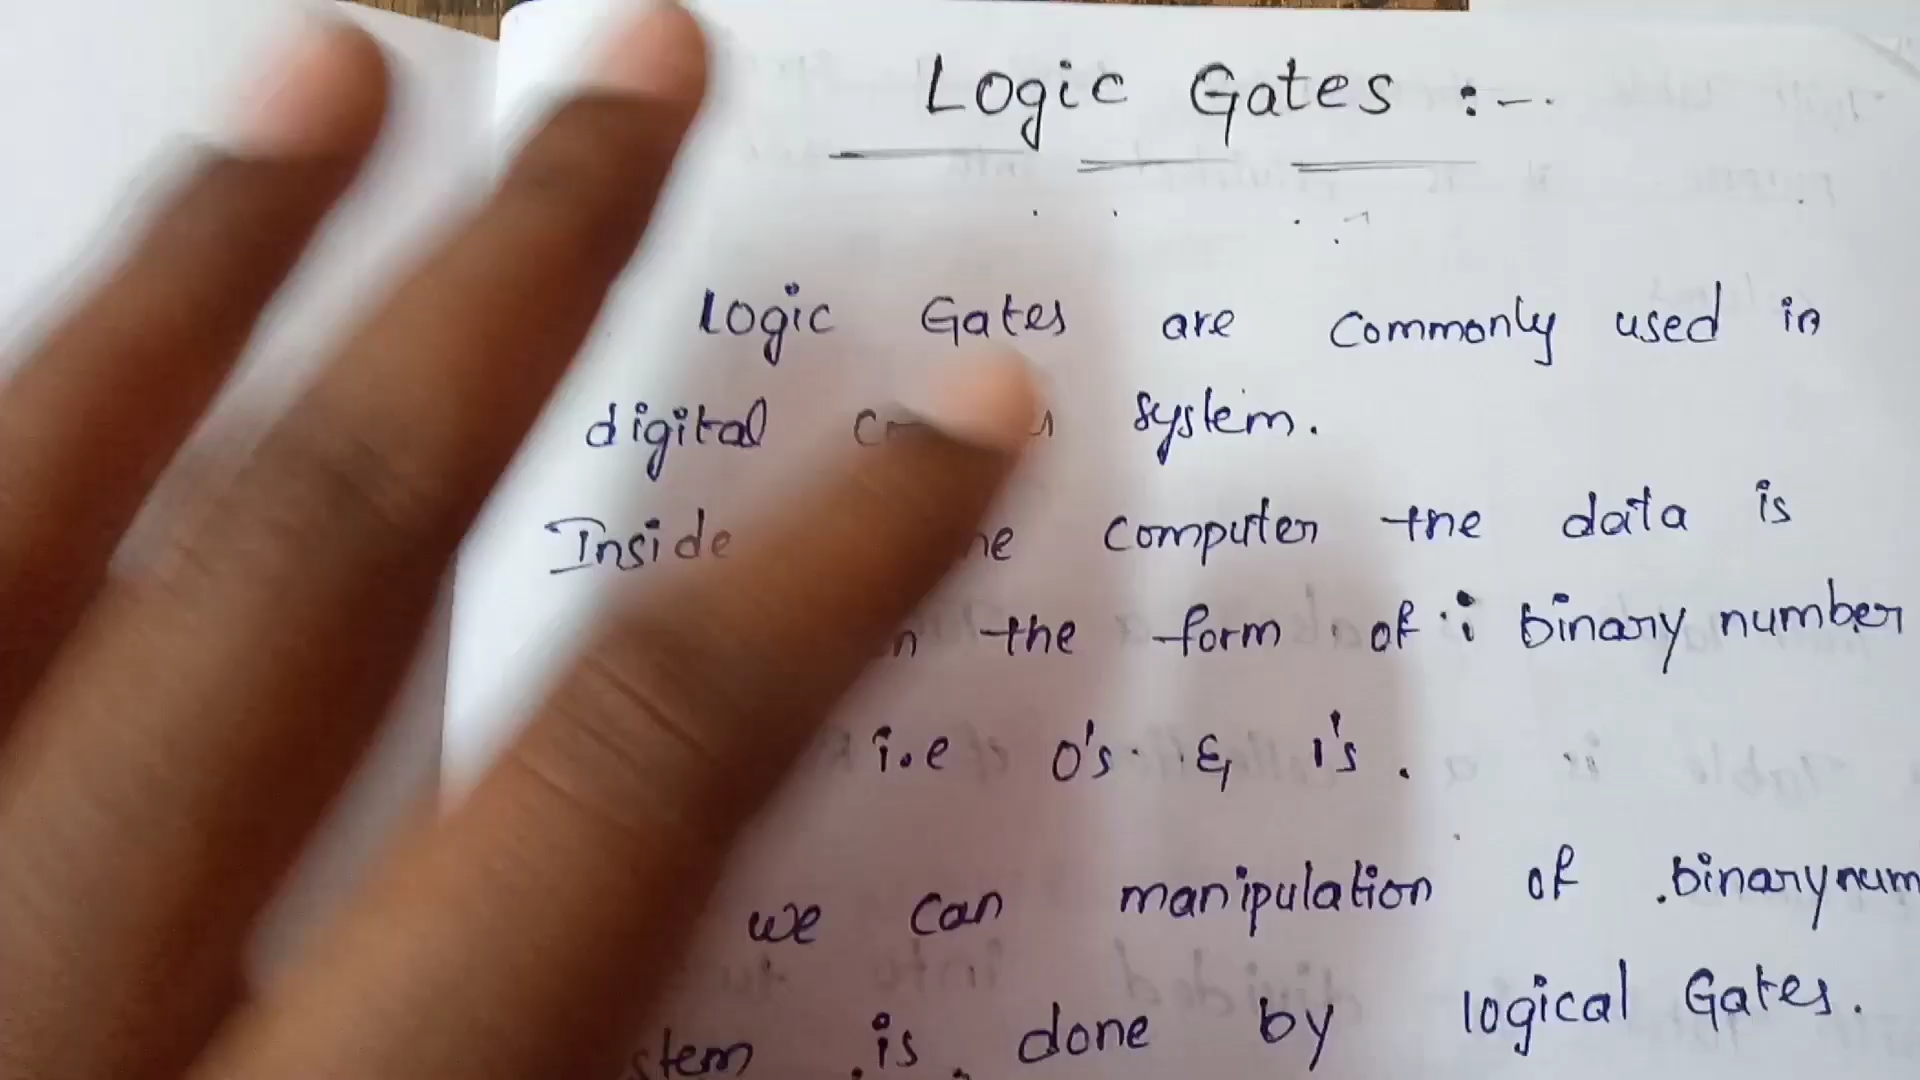 Logic Gates :-
Logic Gates are commonly used in
digital system.
Inside computer the data is
the form of binary number
i.e 0's & 1's.
we can manipulation of binarynum
is done by logical Gates.